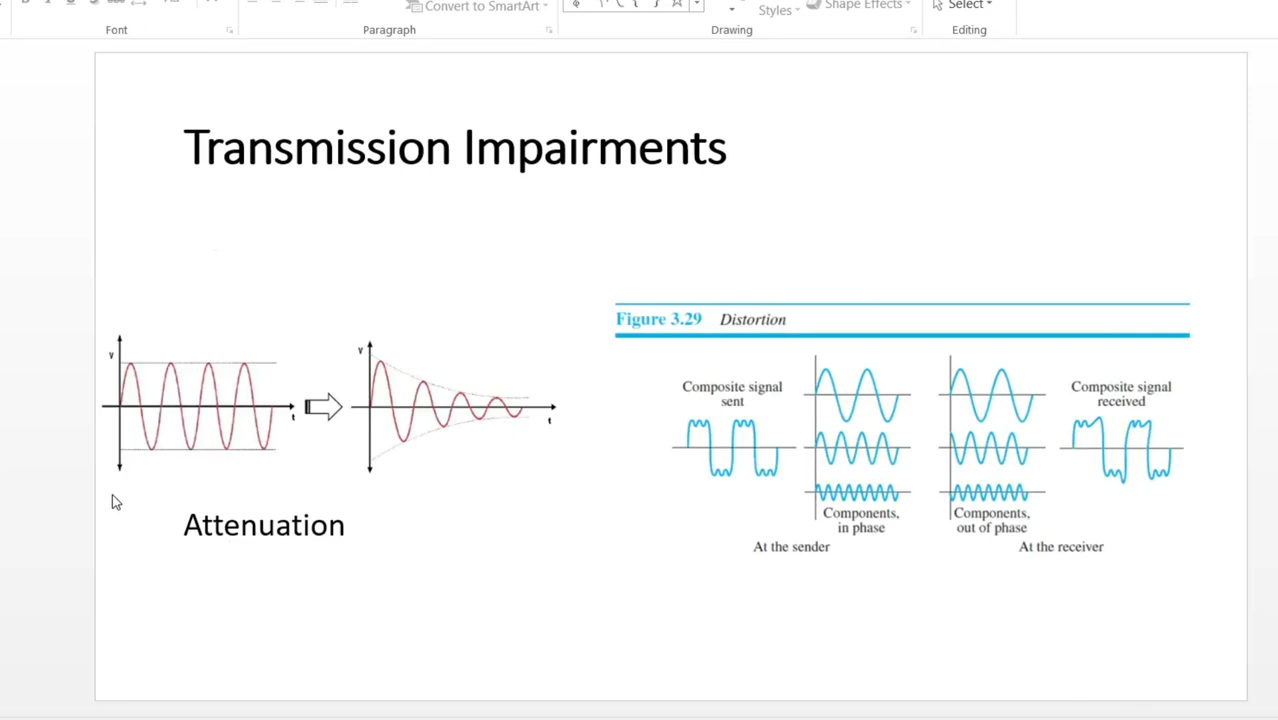 Convert to SmartArt
Select
Styles
Shape Effects
Font
Paragraph
Drawing
Editing
Transmission Impairments
Figure 3.29 Distortion
V
t
V
t
Composite signal
sent
Components,
in phase
At the sender
Components,
out of phase
Composite signal
received
At the receiver
Attenuation